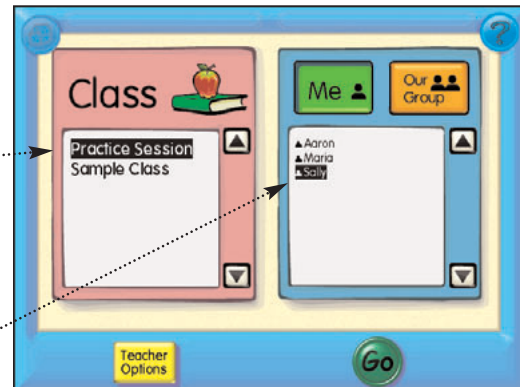 Class
Practice Session
Sample Class
Me
Our
Group
Aaron
Maria
Sally
?
Teacher
Options
Go